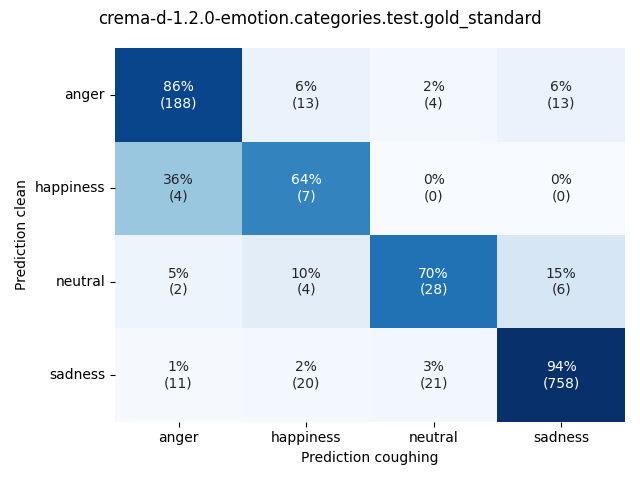 crema-d-1.2.0-emotion.categories.test.gold_standard
anger
86% 6% 2% 6%
(188) (13) (4) (13)
happiness
36% 64% 0% 0%
(4) (7) (0) (0)
neutral
5% 10% 70% 15%
(2) (4) (28) (6)
sadness
1% 2% 3% 94%
(11) (20) (21) (758)
Prediction clean
anger happiness neutral sadness
Prediction coughing